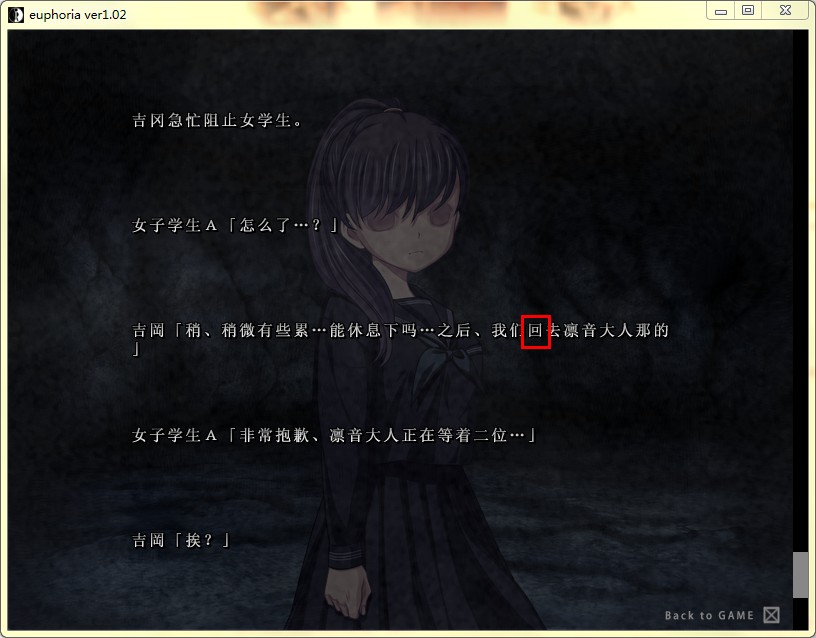 euphoria ver1.02
吉冈急忙阻止女学生。
女子学生A「怎么了…？」
吉岡「稍、稍微有些累…能休息下吗…之后、我们回去凛音大人那的
」
女子学生A「非常抱歉、凛音大人正在等着二位…」
吉岡「挨？」
Back to GAME